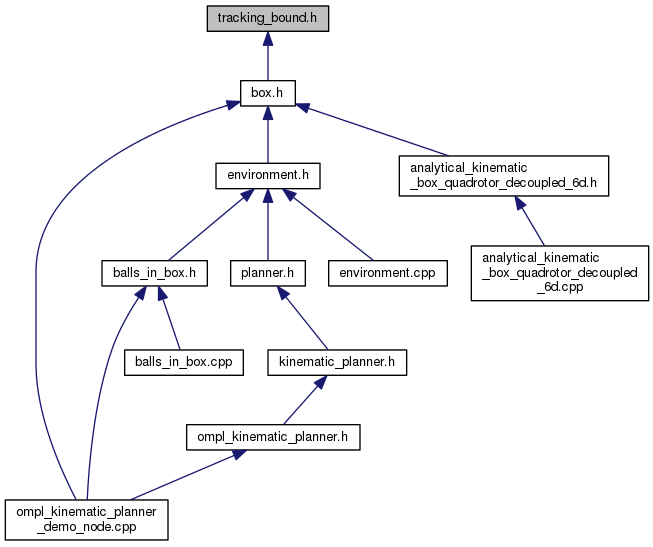 tracking_bound.h
box.h
environment.h
analytical_kinematic
_box_quadrotor_decoupled_6d.h
balls_in_box.h
planner.h
environment.cpp
analytical_kinematic
_box_quadrotor_decoupled
_6d.cpp
balls_in_box.cpp
kinematic_planner.h
ompl_kinematic_planner.h
ompl_kinematic_planner
_demo_node.cpp